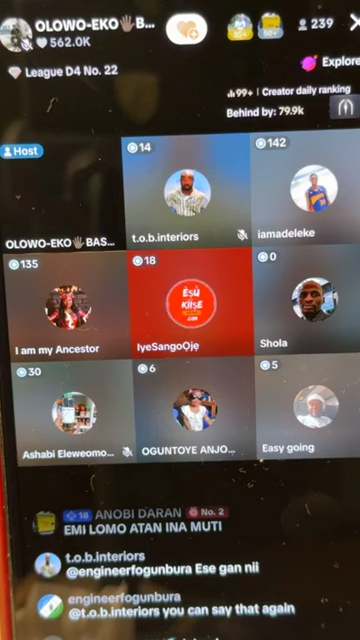 OLOWO-EKO🖐🏿B...
562.0K
239
League D4 No. 22
Explore
99+ | Creator daily ranking
Behind by: 79.9k
Host
OLOWO-EKO🖐🏿BAS...
14
t.o.b.interiors
142
iamadeleke
135
I am my Ancestor
18
ÈṢÙ
KìíṢE
.com
IyeSangoOjẹ
0
Shola
30
Ashabi Eleweomo...
6
OGUNTOYE ANJO...
5
Easy going
18 ANOBI DARAN No. 2
EMI LOMO ATAN INA MUTI
t.o.b.interiors
@engineerfogunbura Ese gan nii
engineerfogunbura
@t.o.b.interiors you can say that again